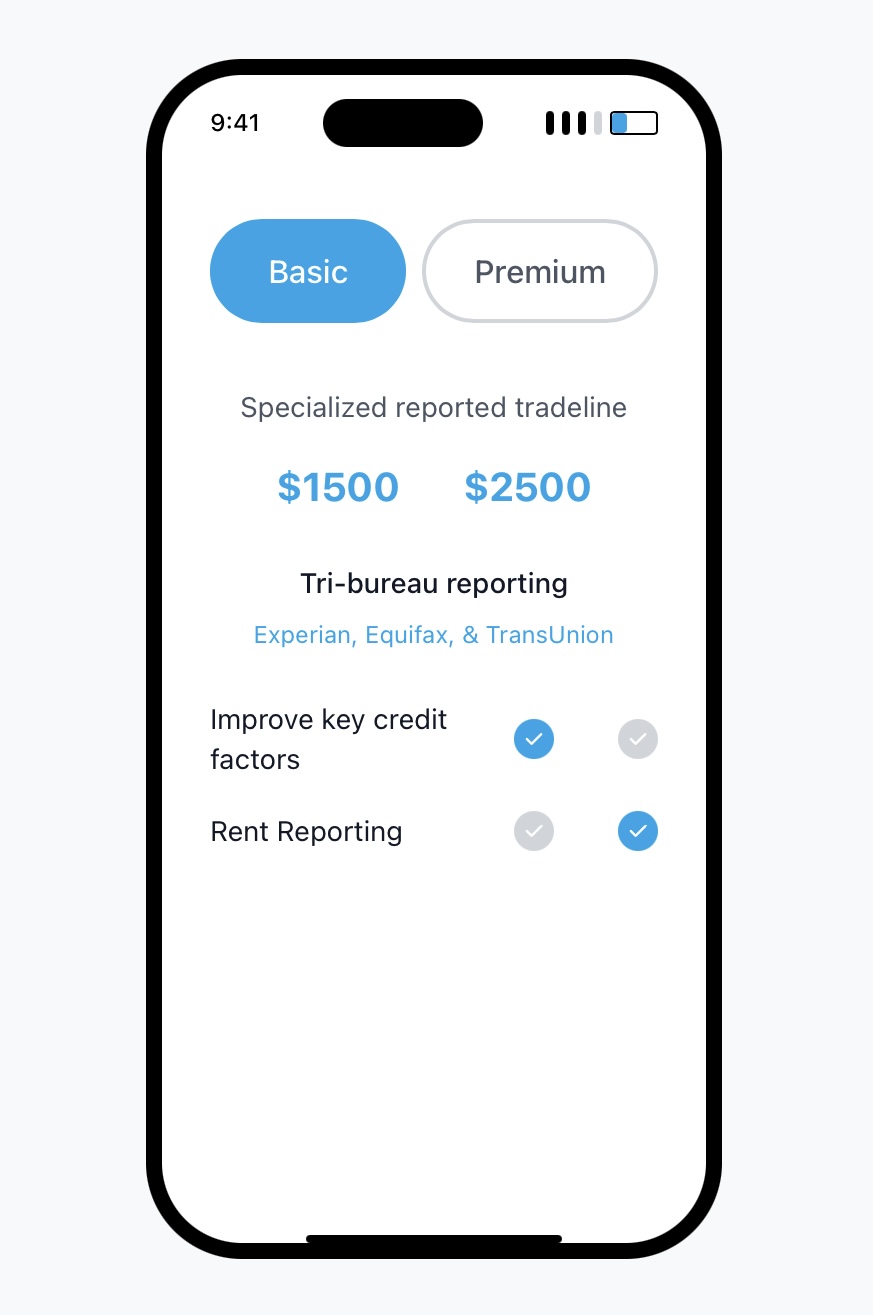 9:41
Basic Premium
Specialized reported tradeline
$1500 $2500
Tri-bureau reporting
Experian, Equifax, & TransUnion
Improve key credit
factors
Rent Reporting